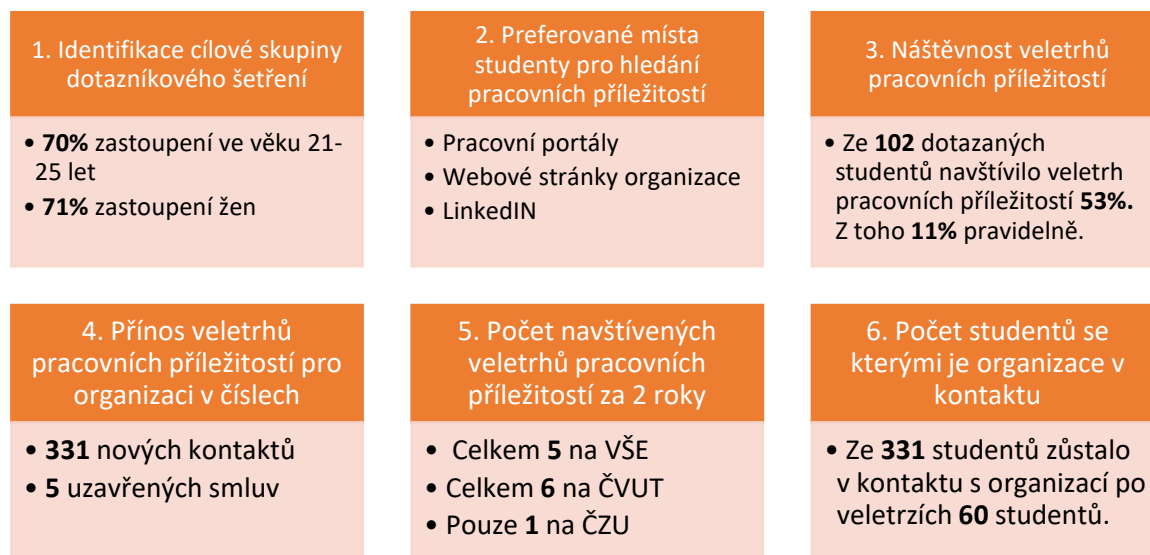 1. Identifikace cílové skupiny
dotazníkového šetření
• 70% zastoupení ve věku 21-
25 let
• 71% zastoupení žen
2. Preferované místa
studenty pro hledání
pracovních příležitostí
• Pracovní portály
• Webové stránky organizace
• LinkedIN
3. Náštěvnost veletrhů
pracovních příležitostí
• Ze 102 dotazaných
studentů navštívilo veletrh
pracovních příležitostí 53%.
Z toho 11% pravidelně.
4. Přínos veletrhů
pracovních příležitostí pro
organizaci v číslech
• 331 nových kontaktů
• 5 uzavřených smluv
5. Počet navštívených
veletrhů pracovních
příležitostí za 2 roky
• Celkem 5 na VŠE
• Celkem 6 na ČVUT
• Pouze 1 na ČZU
6. Počet studentů se
kterými je organizace v
kontaktu
• Ze 331 studentů zůstalo
v kontaktu s organizací po
veletrzích 60 studentů.